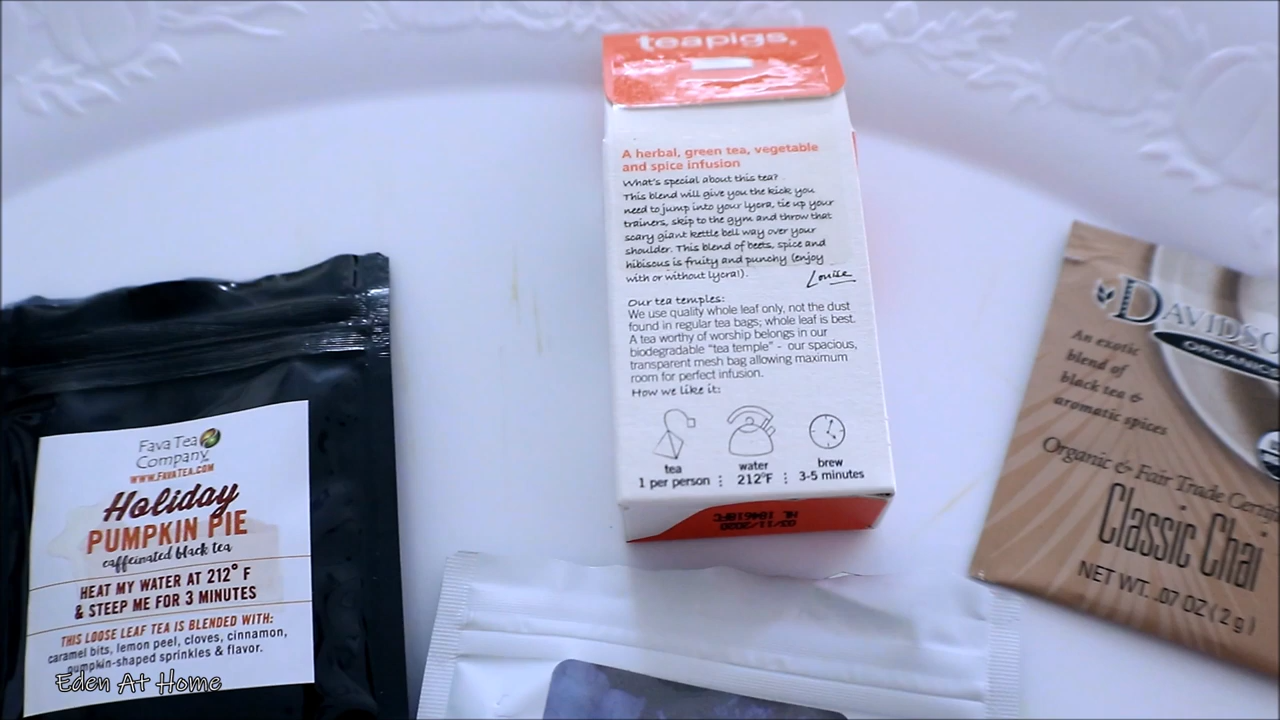 teapigs.
A herbal, green tea, vegetable
and spice infusion
What's special about this tea?
This blend will give you the kick you
need to jump into your lycra, tie up your
trainers, skip to the gym and throw that
scary giant kettle bell way over your
shoulder. This blend of beets, spice and
hibiscus is fruity and punchy (enjoy
with or without lycra!).
Louise
Our tea temples:
We use quality whole leaf only, not the dust
found in regular tea bags; whole leaf is best.
A tea worthy of worship belongs in our
biodegradable "tea temple" - our spacious,
transparent mesh bag allowing maximum
room for perfect infusion.
How we like it:
tea
1 per person
water
212°F
brew
3-5 minutes
03/11/2020
NL 184618FC
Fava Tea
Company
WWW.FAVATEA.COM
Holiday
PUMPKIN PIE
caffeinated black tea
HEAT MY WATER AT 212° F
& STEEP ME FOR 3 MINUTES
THIS LOOSE LEAF TEA IS BLENDED WITH:
caramel bits, lemon peel, cloves, cinnamon,
pumpkin-shaped sprinkles & flavor.
Eden At Home
DAVIDSO
ORGANIC
An exotic
blend of
black tea &
aromatic spices
Organic & Fair Trade Certif
Classic Chai
NET WT. .07 OZ (2g)